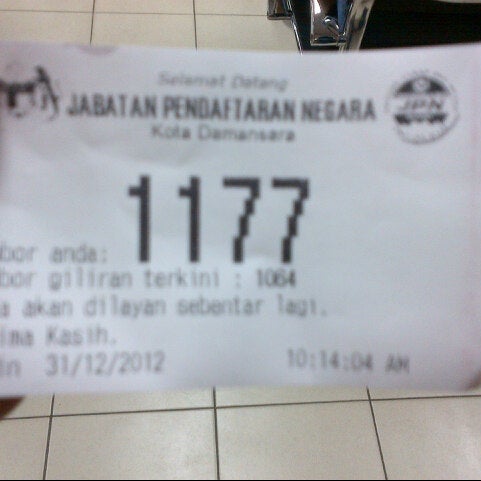 Selamat Datang
JABATAN PENDAFTARAN NEGARA
JPN
Kota Damansara
1177
bor anda:
bor giliran terkini : 1064
a akan dilayan sebentar lagi.
ima Kasih.
in 31/12/2012 10:14:04 AM